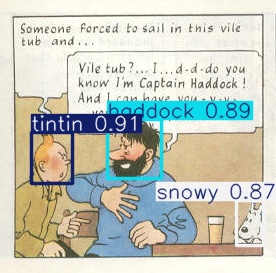 Someone forced to sail in this vile
tub and...
Vile tub?... I...d-d-do you
know I'm Captain Haddock!
And I can have you-y-y-
haddock 0.89
tintin 0.91
snowy 0.87